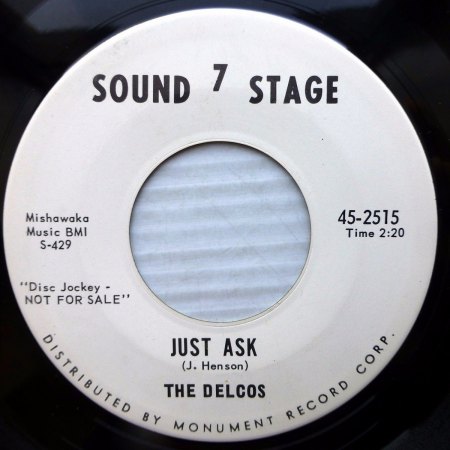 SOUND 7 STAGE
Mishawaka
Music BMI
S-429
45-2515
Time 2:20
"Disc Jockey -
NOT FOR SALE"
JUST ASK
(J. Henson)
THE DELCOS
DISTRIBUTED BY MONUMENT RECORD CORP.